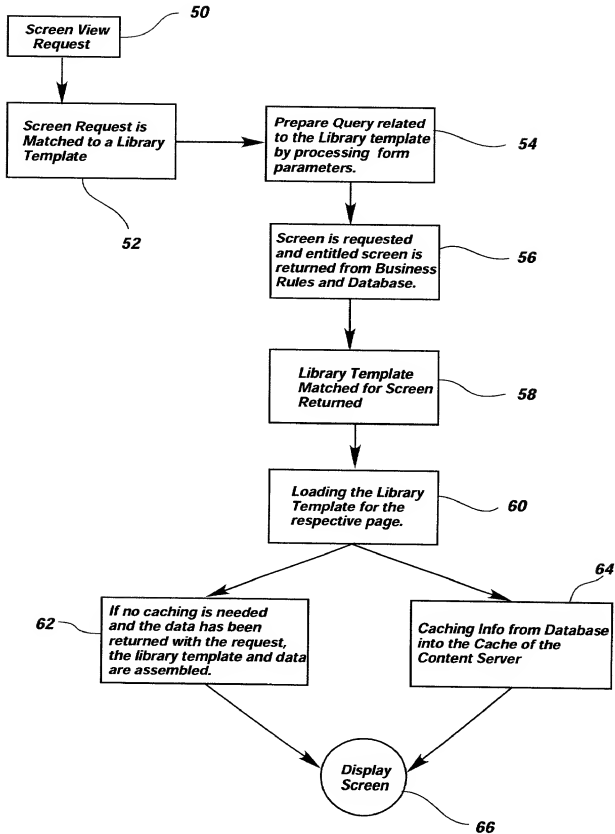 50
Screen View
Request
Screen Request is
Matched to a Library
Template
52
Prepare Query related
to the Library template
by processing form
parameters.
54
Screen is requested
and entitled screen is
returned from Business
Rules and Database.
56
Library Template
Matched for Screen
Returned
58
Loading the Library
Template for the
respective page.
60
62
If no caching is needed
and the data has been
returned with the request,
the library template and data
are assembled.
64
Caching Info from Database
into the Cache of the
Content Server
Display
Screen
66